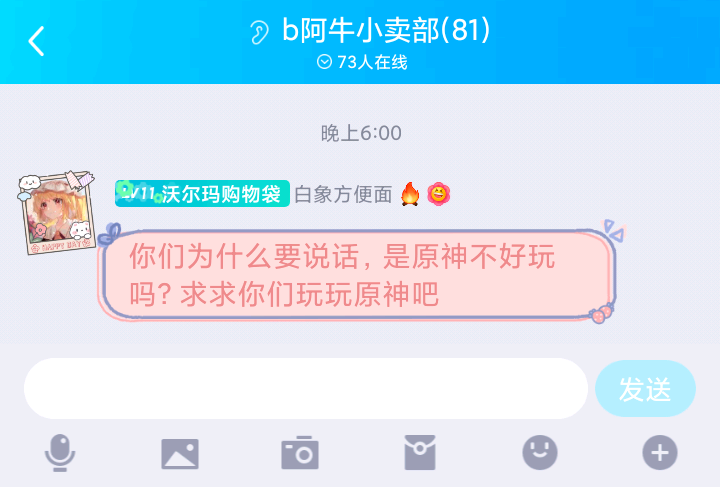 b阿牛小卖部(81)
73人在线
晚上6:00
LV11 沃尔玛购物袋 白象方便面
你们为什么要说话，是原神不好玩
吗？求求你们玩玩原神吧
发送